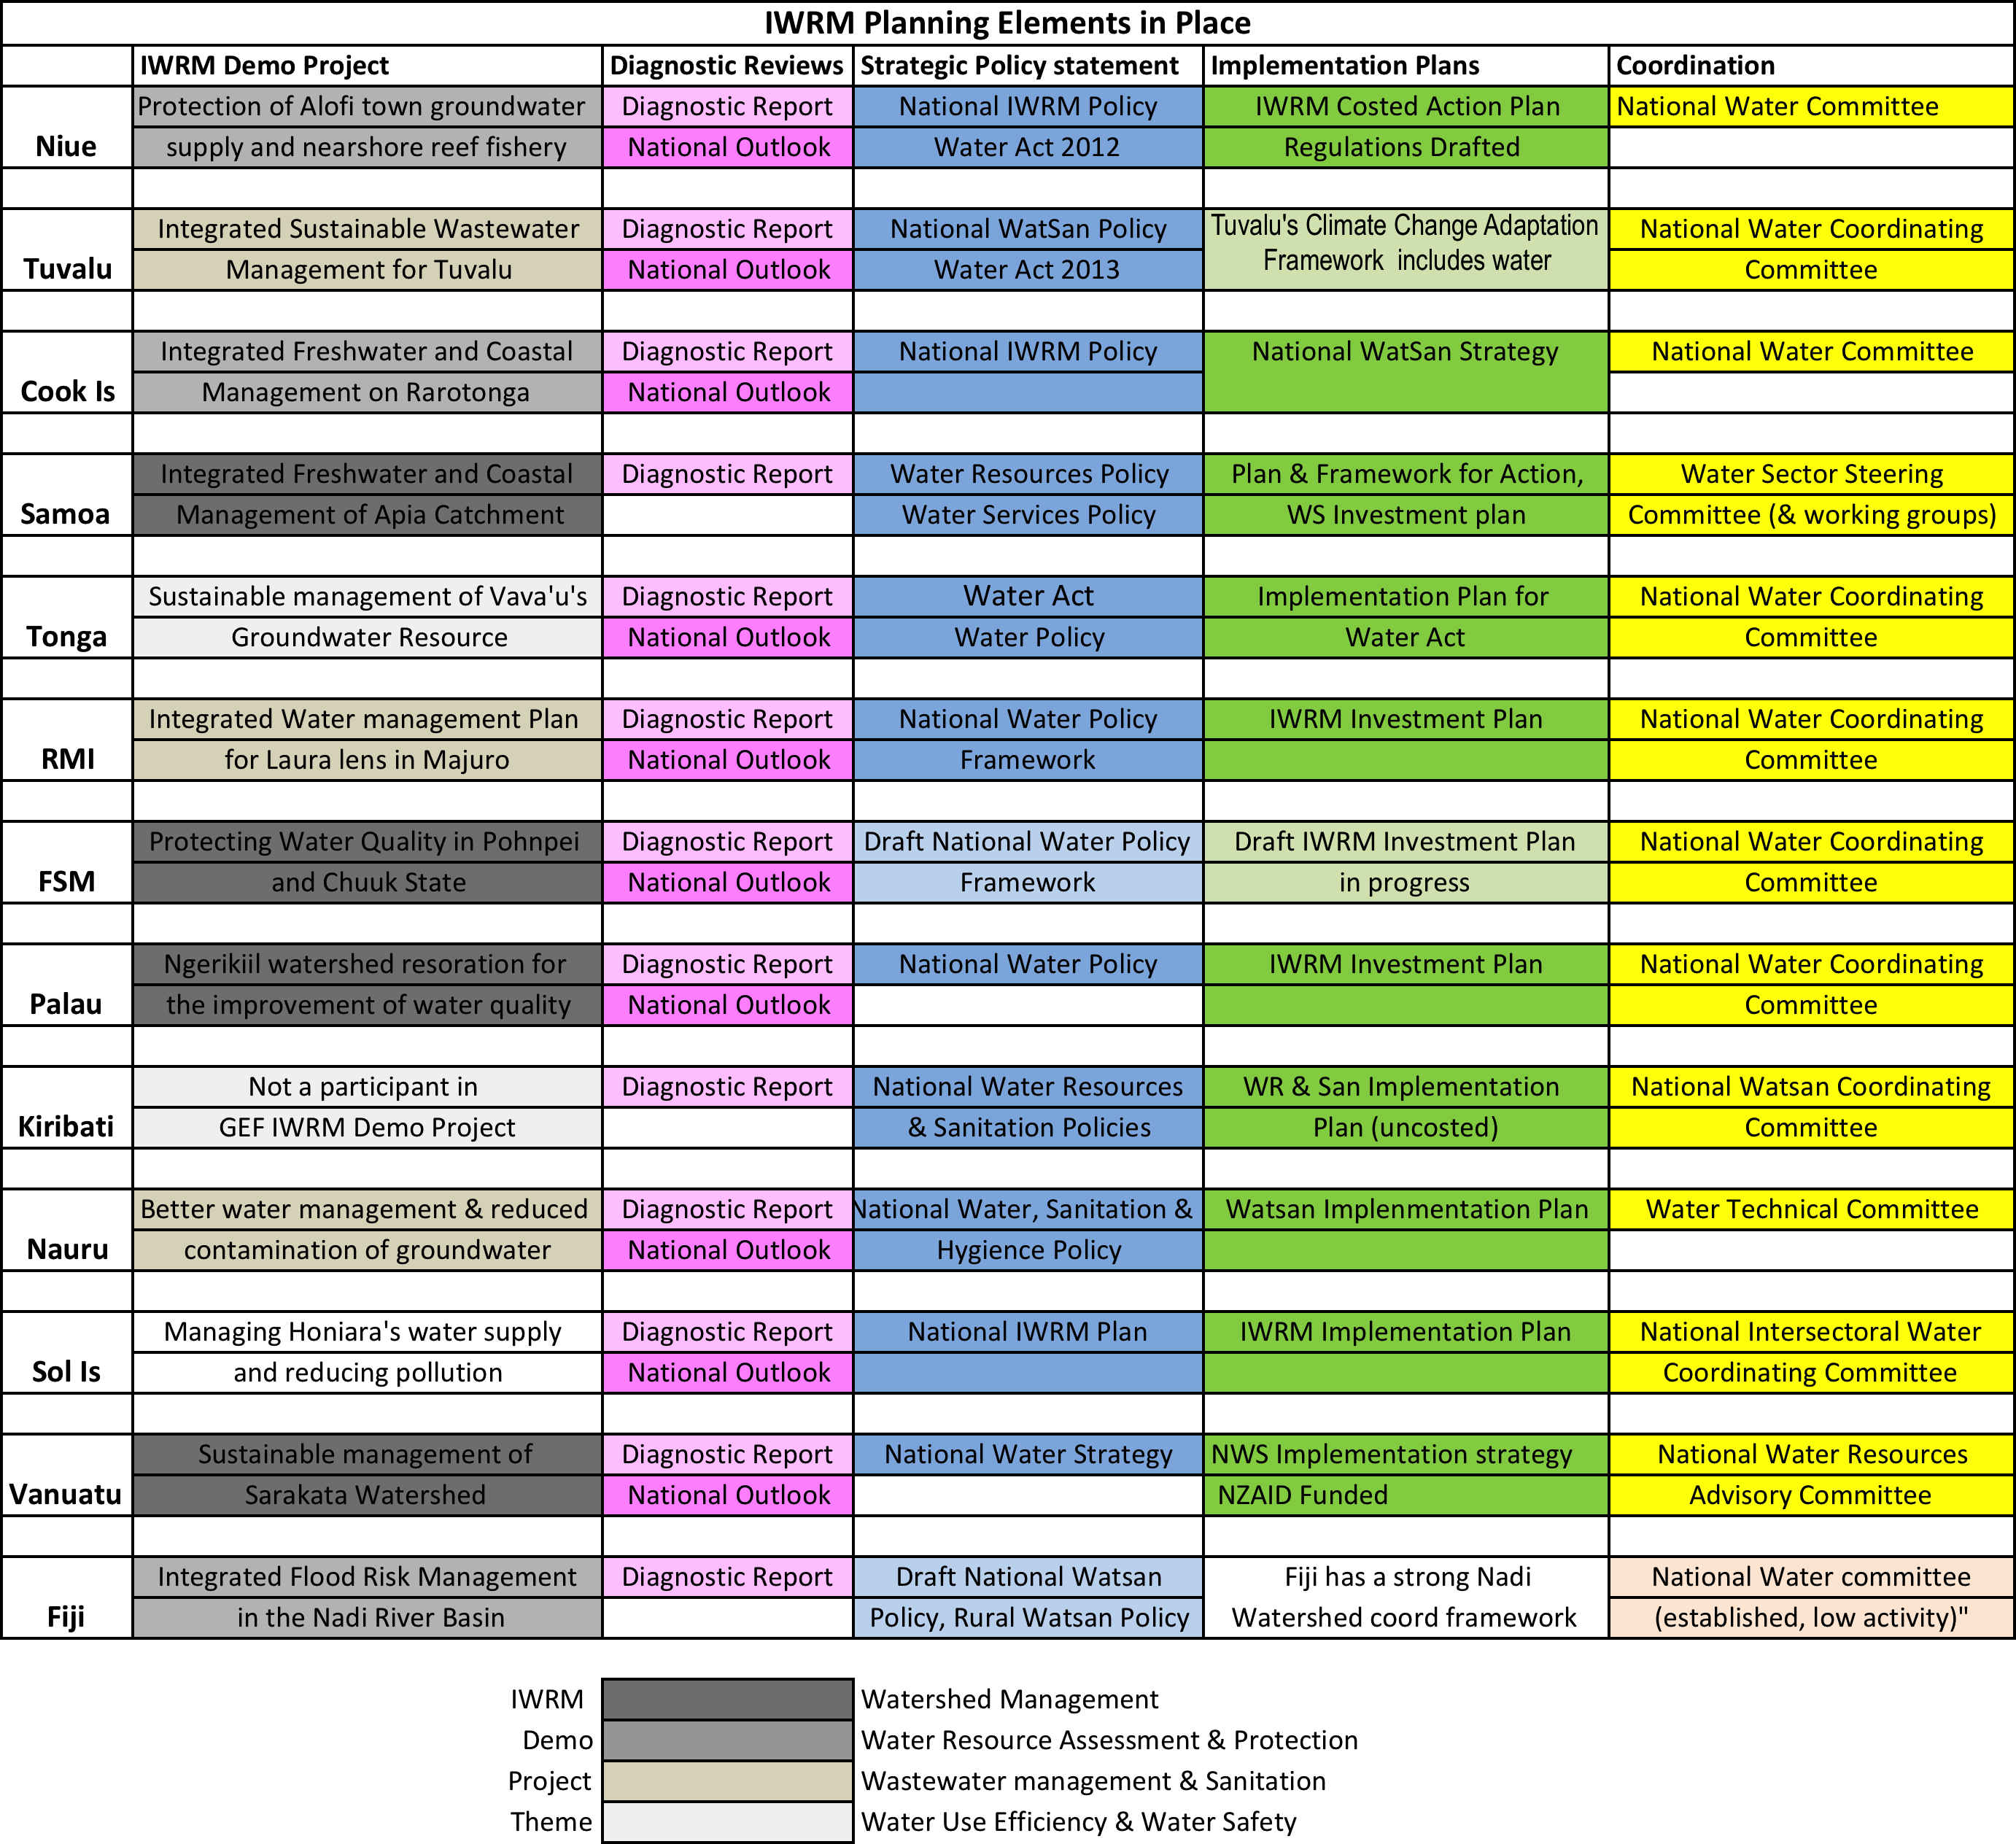 IWRM Planning Elements in Place
IWRM Demo Project Diagnostic Reviews Strategic Policy statement Implementation Plans Coordination
Protection of Alofi town groundwater Diagnostic Report National IWRM Policy IWRM Costed Action Plan National Water Committee
Niue supply and nearshore reef fishery National Outlook Water Act 2012 Regulations Drafted
Integrated Sustainable Wastewater Diagnostic Report National WatSan Policy Tuvalu's Climate Change Adaptation National Water Coordinating
Tuvalu Management for Tuvalu National Outlook Water Act 2013 Framework includes water Committee
Integrated Freshwater and Coastal Diagnostic Report National IWRM Policy National WatSan Strategy National Water Committee
Cook Is Management on Rarotonga National Outlook
Integrated Freshwater and Coastal Diagnostic Report Water Resources Policy Plan & Framework for Action, Water Sector Steering
Samoa Management of Apia Catchment Water Services Policy WS Investment plan Committee (& working groups)
Sustainable management of Vava'u's Diagnostic Report Water Act Implementation Plan for National Water Coordinating
Tonga Groundwater Resource National Outlook Water Policy Water Act Committee
Integrated Water management Plan Diagnostic Report National Water Policy IWRM Investment Plan National Water Coordinating
RMI for Laura lens in Majuro National Outlook Framework Committee
Protecting Water Quality in Pohnpei Diagnostic Report Draft National Water Policy Draft IWRM Investment Plan National Water Coordinating
FSM and Chuuk State National Outlook Framework in progress Committee
Ngerikiil watershed resoration for Diagnostic Report National Water Policy IWRM Investment Plan National Water Coordinating
Palau the improvement of water quality National Outlook Committee
Not a participant in Diagnostic Report National Water Resources WR & San Implementation National Watsan Coordinating
Kiribati GEF IWRM Demo Project & Sanitation Policies Plan (uncosted) Committee
Better water management & reduced Diagnostic Report National Water, Sanitation & Watsan Implenmentation Plan Water Technical Committee
Nauru contamination of groundwater National Outlook Hygience Policy
Managing Honiara's water supply Diagnostic Report National IWRM Plan IWRM Implementation Plan National Intersectoral Water
Sol Is and reducing pollution National Outlook Coordinating Committee
Sustainable management of Diagnostic Report National Water Strategy NWS Implementation strategy National Water Resources
Vanuatu Sarakata Watershed National Outlook NZAID Funded Advisory Committee
Integrated Flood Risk Management Diagnostic Report Draft National Watsan Fiji has a strong Nadi National Water committee
Fiji in the Nadi River Basin Policy, Rural Watsan Policy Watershed coord framework (established, low activity)"
IWRM Watershed Management
Demo Water Resource Assessment & Protection
Project Wastewater management & Sanitation
Theme Water Use Efficiency & Water Safety